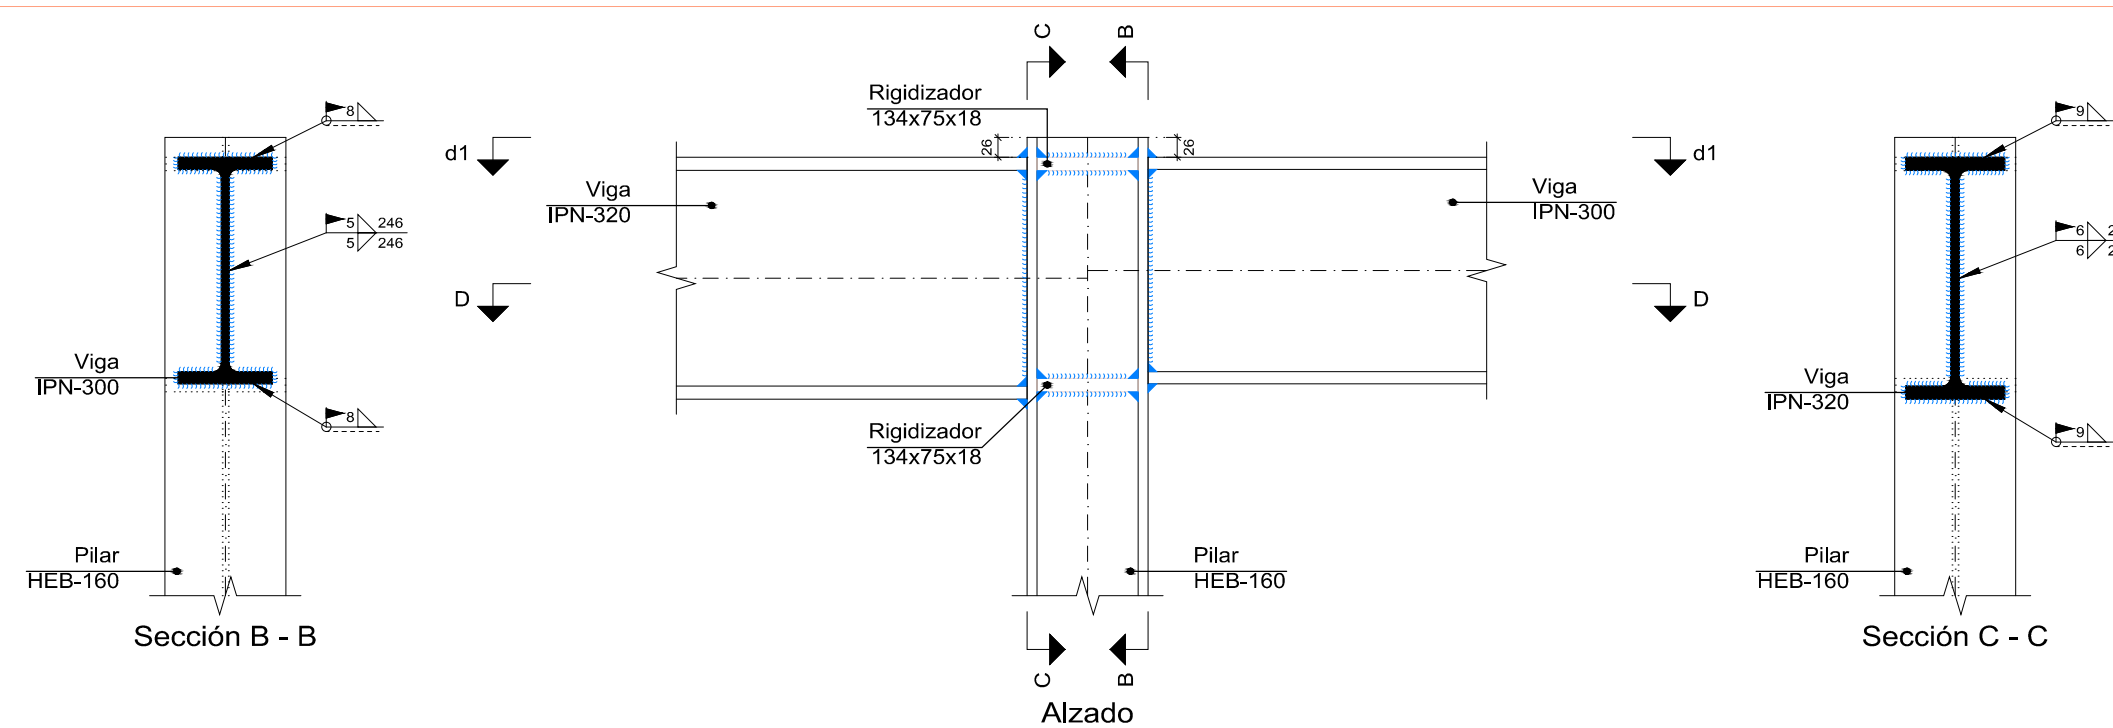 C
B
Rigidizador
134x75x18
8
9
26
26
d1
d1
Viga
IPN-320
Viga
IPN-300
5 246
5 246
6 2
6 2
D
D
Viga
IPN-300
Viga
IPN-320
8
9
Rigidizador
134x75x18
Pilar
HEB-160
Pilar
HEB-160
Pilar
HEB-160
Sección B - B
Sección C - C
C
B
Alzado